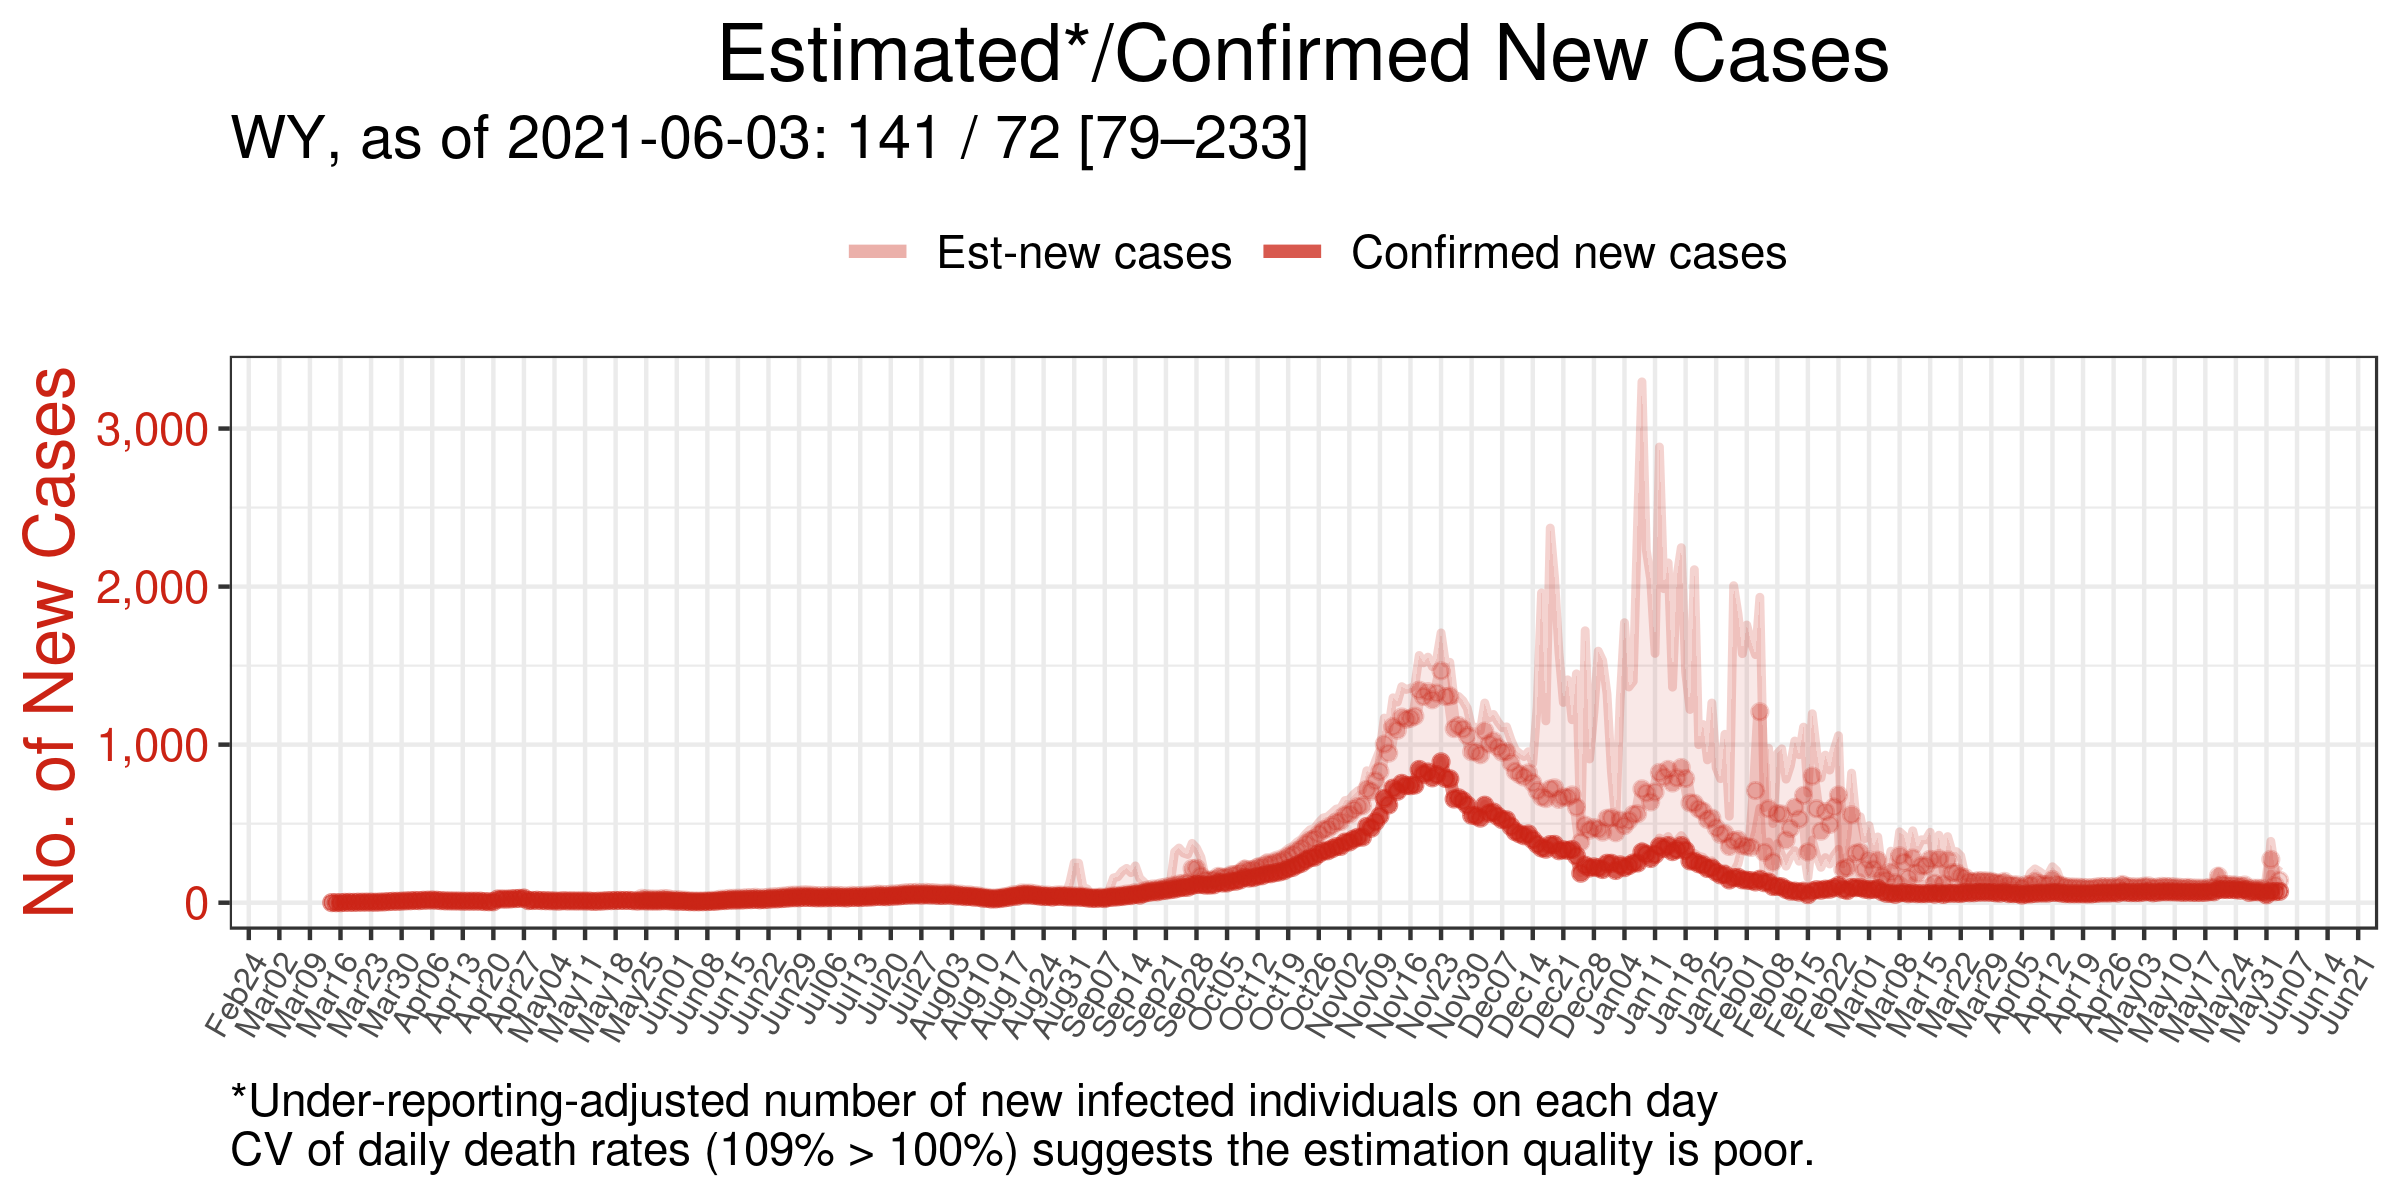 Estimated*/Confirmed New Cases
WY, as of 2021-06-03: 141 / 72 [79–233]
Est-new cases
Confirmed new cases
No. of New Cases
3,000
2,000
1,000
0
Feb24
Mar02
Mar09
Mar16
Mar23
Mar30
Apr06
Apr13
Apr20
Apr27
May04
May11
May18
May25
Jun01
Jun08
Jun15
Jun22
Jun29
Jul06
Jul13
Jul20
Jul27
Aug03
Aug10
Aug17
Aug24
Aug31
Sep07
Sep14
Sep21
Sep28
Oct05
Oct12
Oct19
Oct26
Nov02
Nov09
Nov16
Nov23
Nov30
Dec07
Dec14
Dec21
Dec28
Jan04
Jan11
Jan18
Jan25
Feb01
Feb08
Feb15
Feb22
Mar01
Mar08
Mar15
Mar22
Mar29
Apr05
Apr12
Apr19
Apr26
May03
May10
May17
May24
May31
Jun07
Jun14
Jun21
*Under-reporting-adjusted number of new infected individuals on each day
CV of daily death rates (109% > 100%) suggests the estimation quality is poor.